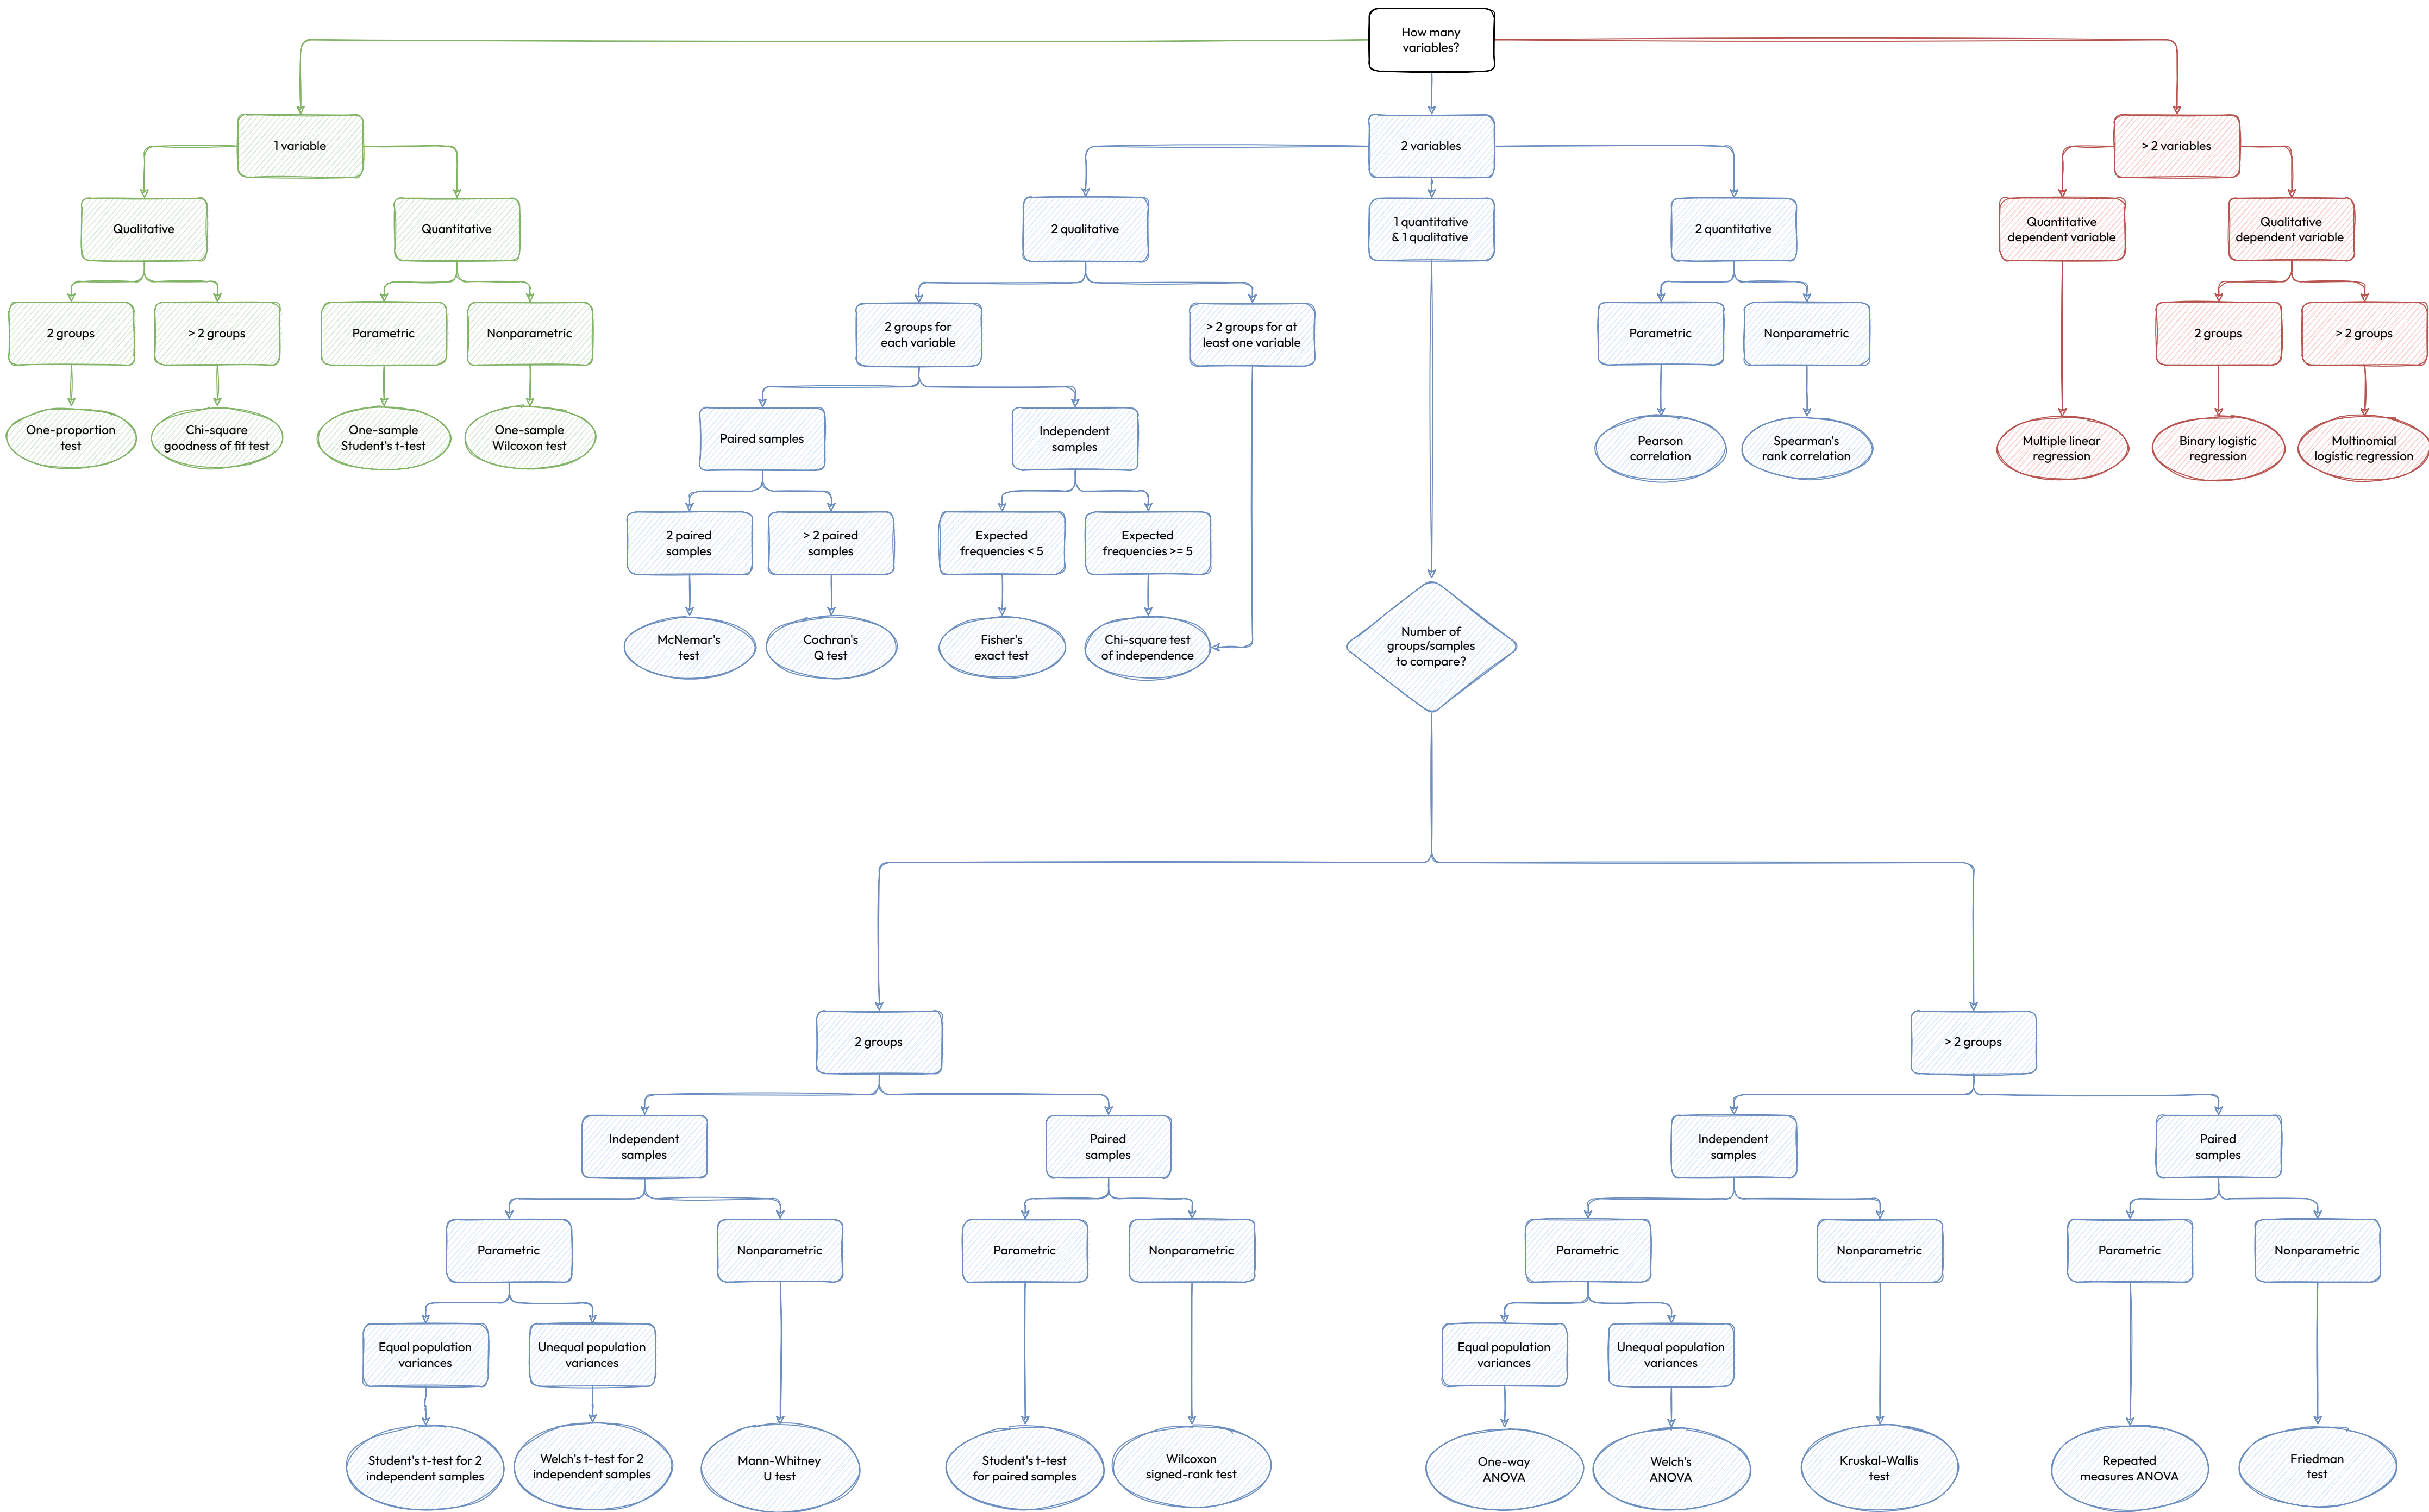 How many
variables?
1 variable
2 variables
> 2 variables
Qualitative
Quantitative
2 qualitative
1 quantitative
& 1 qualitative
2 quantitative
Quantitative
dependent variable
Qualitative
dependent variable
2 groups
> 2 groups
Parametric
Nonparametric
2 groups for
each variable
> 2 groups for at
least one variable
Parametric
Nonparametric
2 groups
> 2 groups
One-proportion
test
Chi-square
goodness of fit test
One-sample
Student's t-test
One-sample
Wilcoxon test
Paired samples
Independent
samples
Pearson
correlation
Spearman's
rank correlation
Multiple linear
regression
Binary logistic
regression
Multinomial
logistic regression
2 paired
samples
> 2 paired
samples
Expected
frequencies < 5
Expected
frequencies >= 5
McNemar's
test
Cochran's
Q test
Fisher's
exact test
Chi-square test
of independence
Number of
groups/samples
to compare?
2 groups
> 2 groups
Independent
samples
Paired
samples
Independent
samples
Paired
samples
Parametric
Nonparametric
Parametric
Nonparametric
Parametric
Nonparametric
Parametric
Nonparametric
Equal population
variances
Unequal population
variances
Equal population
variances
Unequal population
variances
Student's t-test for 2
independent samples
Welch's t-test for 2
independent samples
Mann-Whitney
U test
Student's t-test
for paired samples
Wilcoxon
signed-rank test
One-way
ANOVA
Welch's
ANOVA
Kruskal-Wallis
test
Repeated
measures ANOVA
Friedman
test